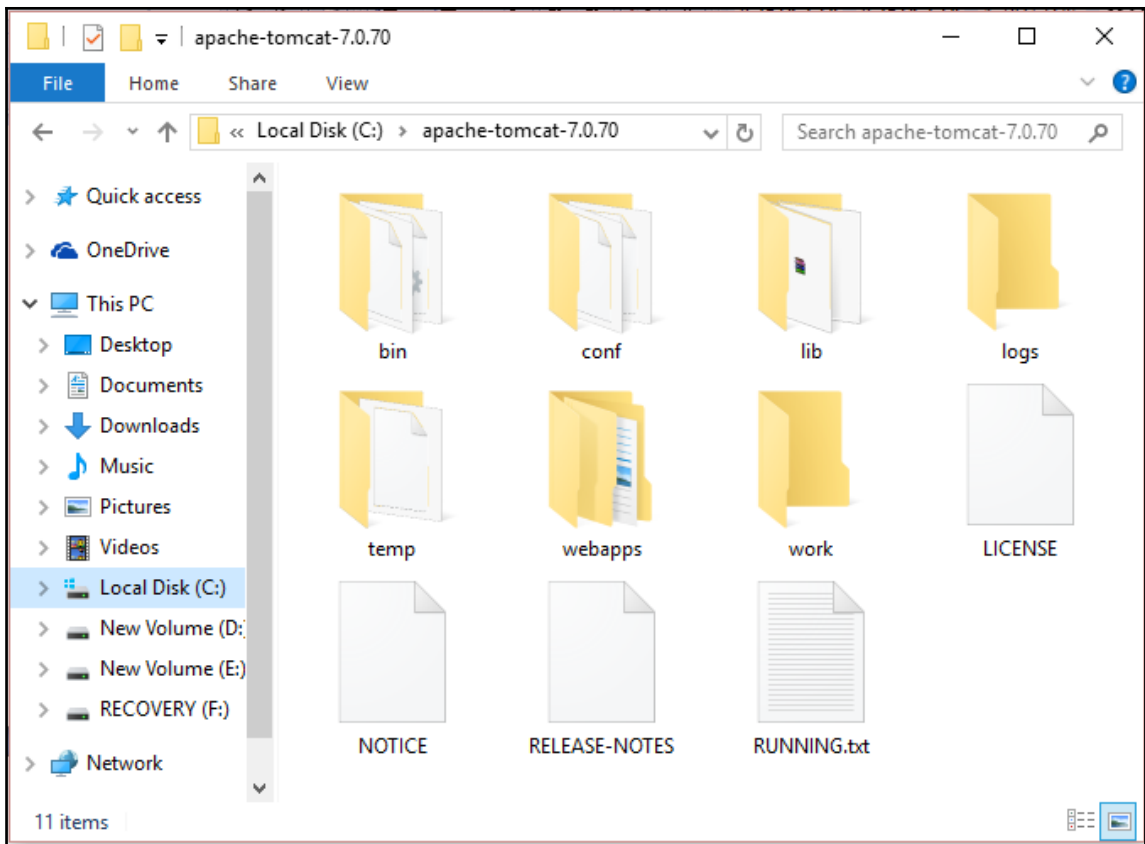 apache-tomcat-7.0.70
File Home Share View
« Local Disk (C:) > apache-tomcat-7.0.70 Search apache-tomcat-7.0.70
Quick access
OneDrive
This PC
Desktop
Documents
Downloads
Music
Pictures
Videos
Local Disk (C:)
New Volume (D:
New Volume (E:)
RECOVERY (F:)
Network
bin conf lib logs
temp webapps work LICENSE
NOTICE RELEASE-NOTES RUNNING.txt
11 items